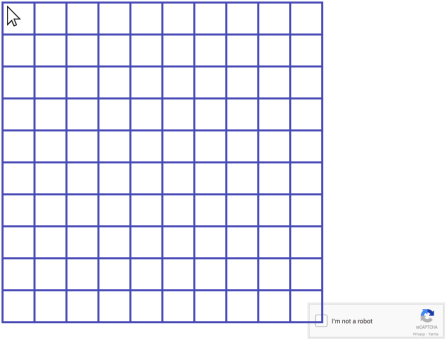 I'm not a robot
reCAPTCHA
Privacy - Terms